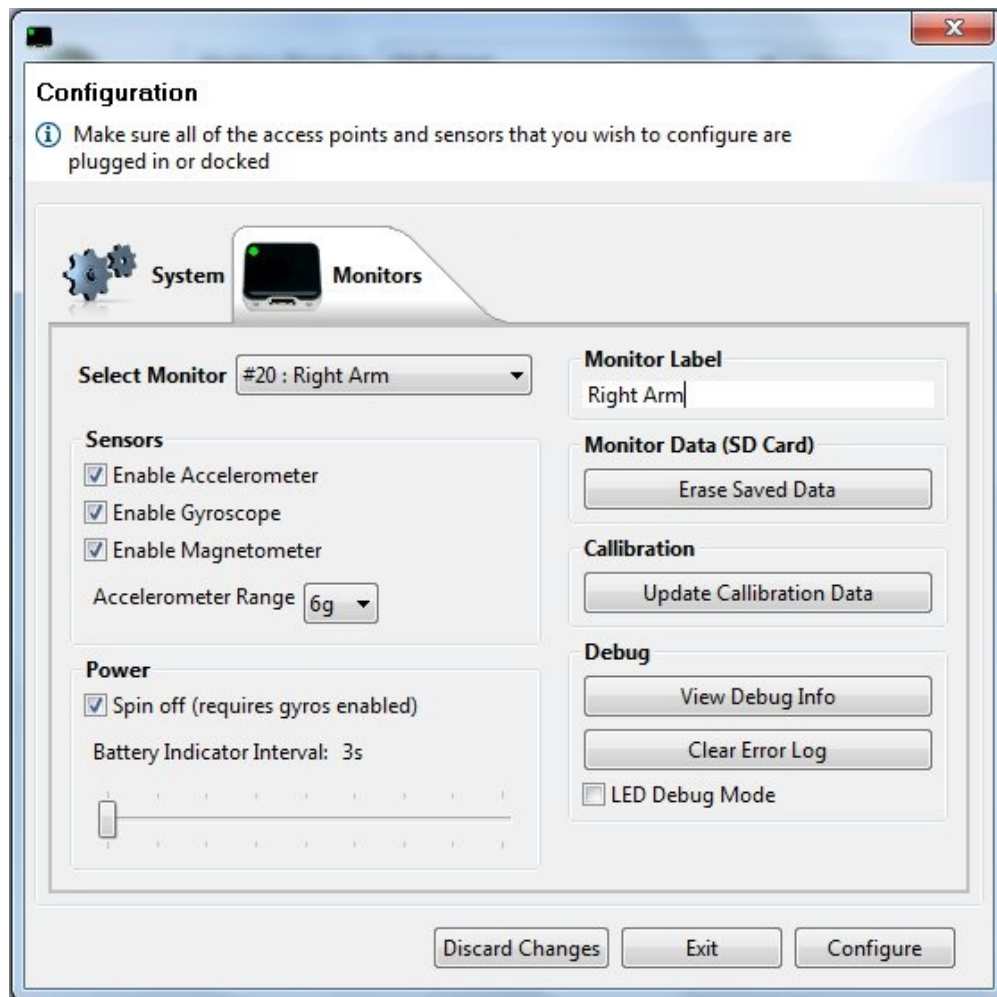 Configuration
Make sure all of the access points and sensors that you wish to configure are
plugged in or docked
System
Monitors
Select Monitor #20 : Right Arm
Sensors
Enable Accelerometer
Enable Gyroscope
Enable Magnetometer
Accelerometer Range 6g
Power
Spin off (requires gyros enabled)
Battery Indicator Interval: 3s
Monitor Label
Right Arm
Monitor Data (SD Card)
Erase Saved Data
Callibration
Update Callibration Data
Debug
View Debug Info
Clear Error Log
LED Debug Mode
Discard Changes
Exit
Configure